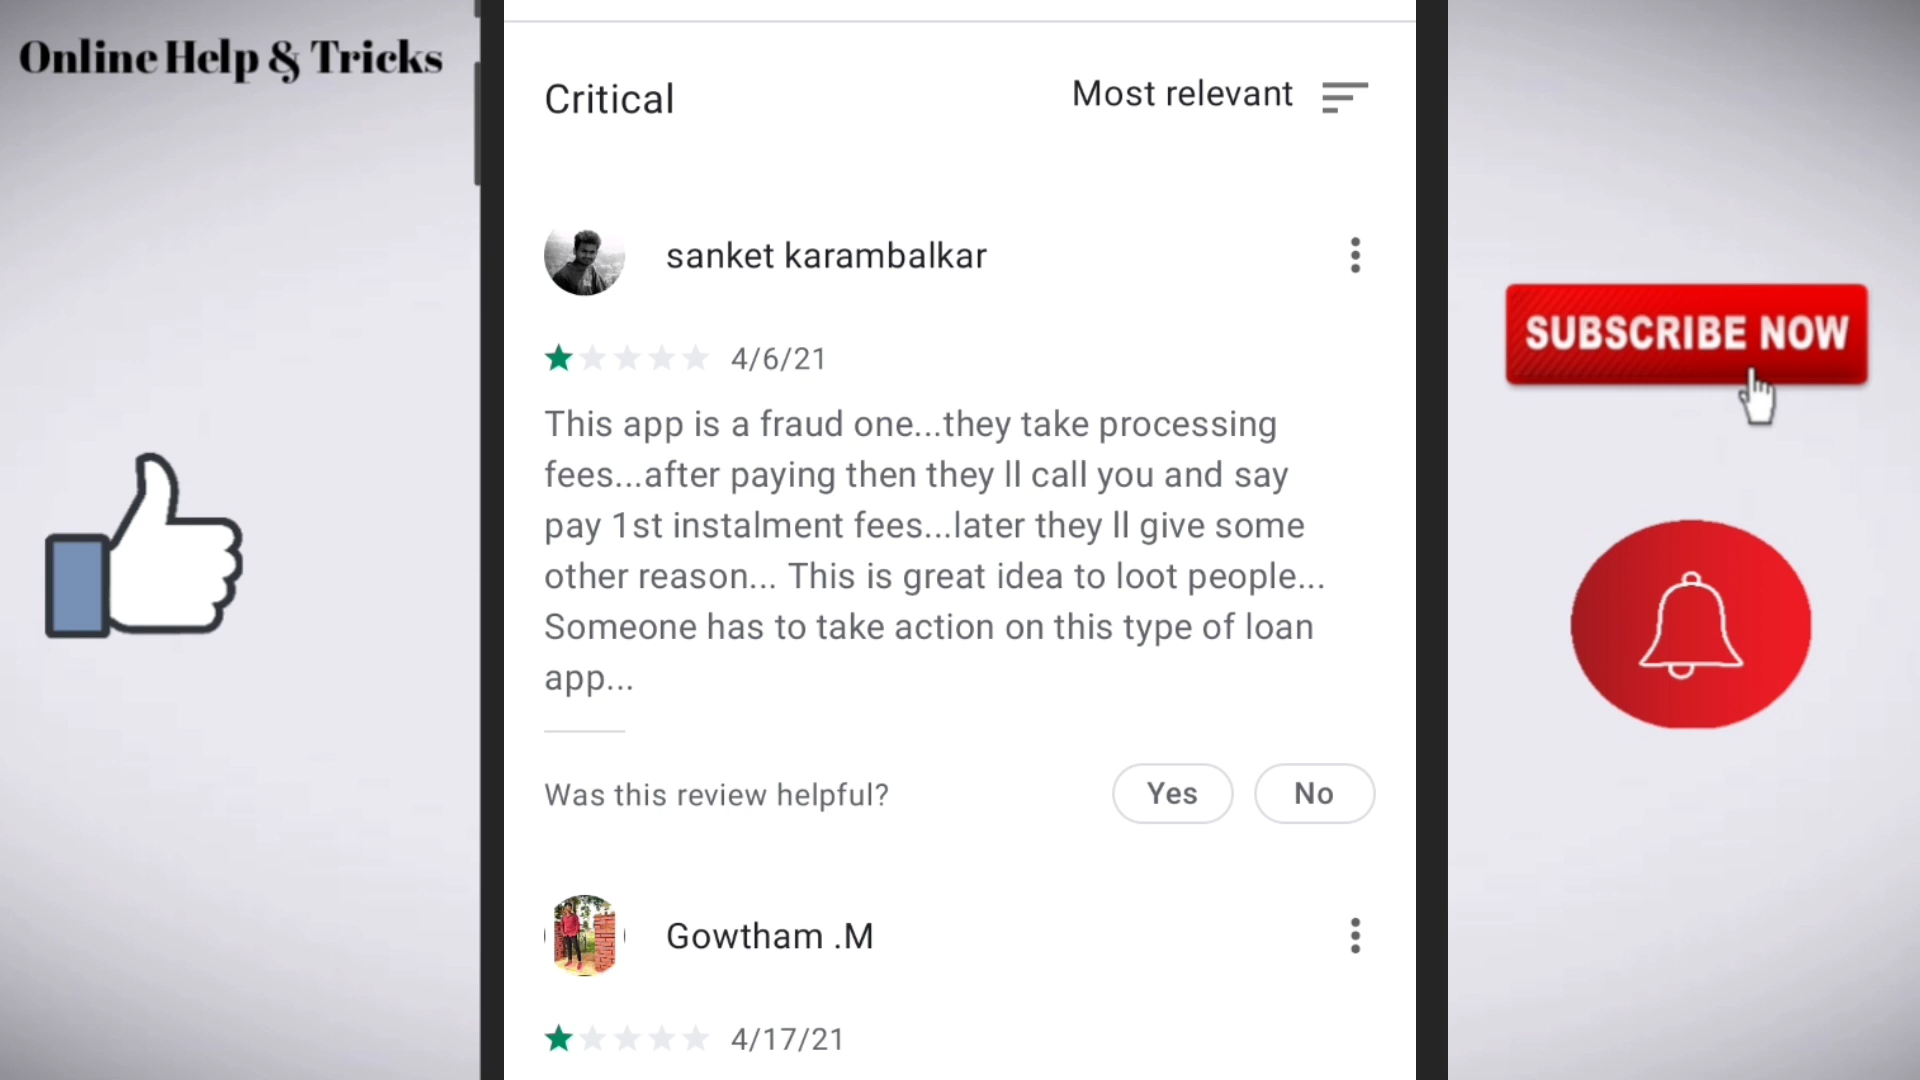 Online Help & Tricks
Critical
Most relevant
sanket karambalkar
4/6/21
This app is a fraud one...they take processing
fees...after paying then they ll call you and say
pay 1st instalment fees...later they ll give some
other reason... This is great idea to loot people...
Someone has to take action on this type of loan
app...
Was this review helpful?
Yes
No
Gowtham .M
4/17/21
SUBSCRIBE NOW